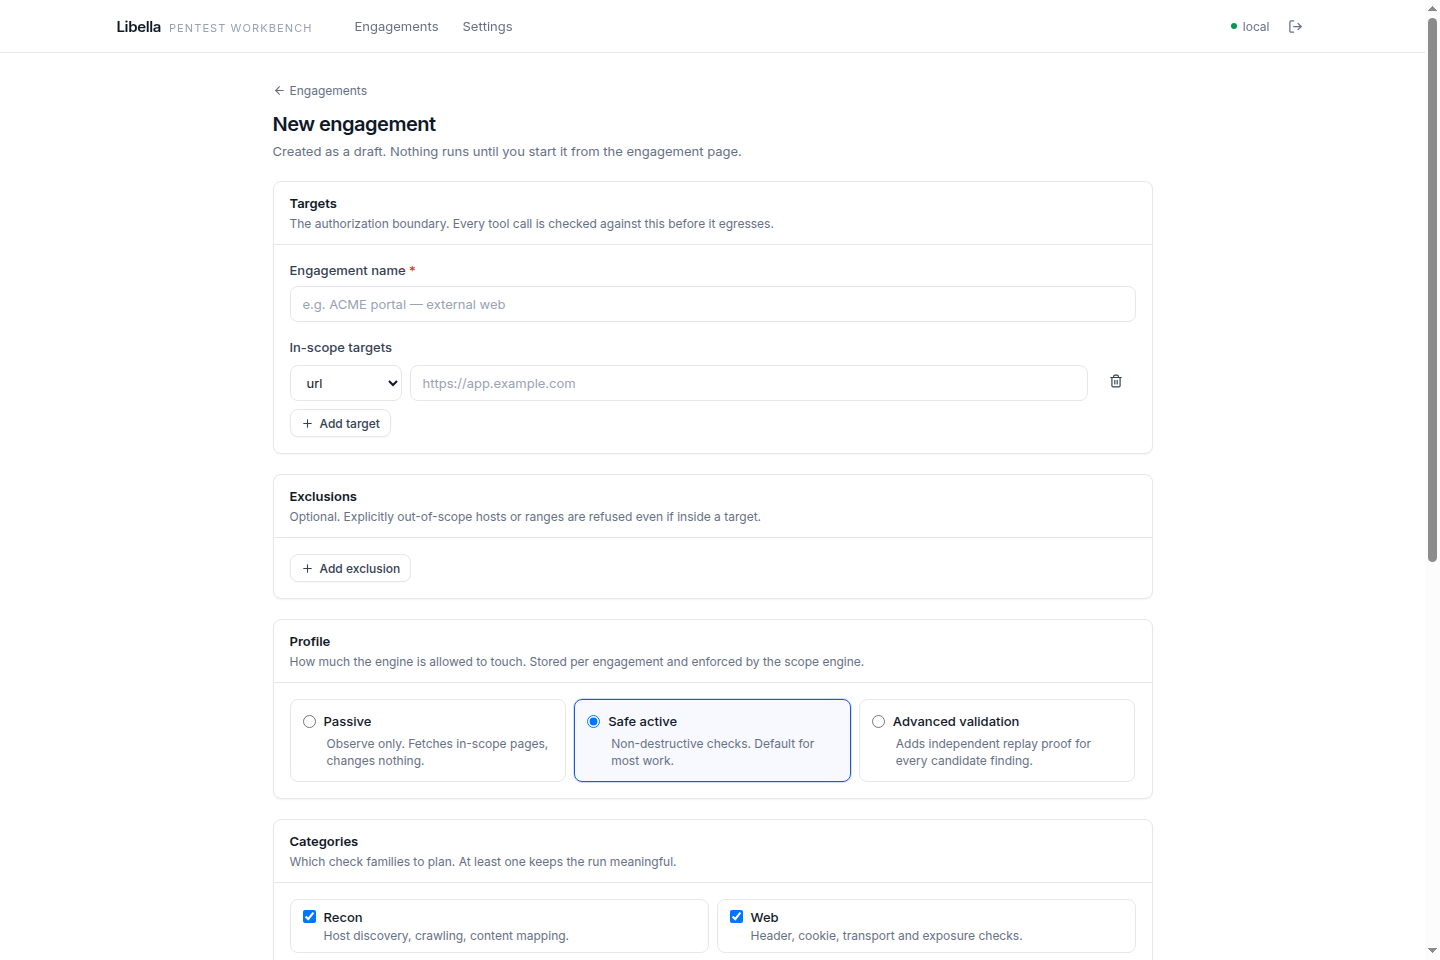 Libella PENTEST WORKBENCH Engagements Settings local
Engagements
New engagement
Created as a draft. Nothing runs until you start it from the engagement page.
Targets
The authorization boundary. Every tool call is checked against this before it egresses.
Engagement name *
e.g. ACME portal — external web
In-scope targets
url https://app.example.com
Add target
Exclusions
Optional. Explicitly out-of-scope hosts or ranges are refused even if inside a target.
Add exclusion
Profile
How much the engine is allowed to touch. Stored per engagement and enforced by the scope engine.
Passive
Observe only. Fetches in-scope pages,
changes nothing.
Safe active
Non-destructive checks. Default for
most work.
Advanced validation
Adds independent replay proof for
every candidate finding.
Categories
Which check families to plan. At least one keeps the run meaningful.
Recon
Host discovery, crawling, content mapping.
Web
Header, cookie, transport and exposure checks.